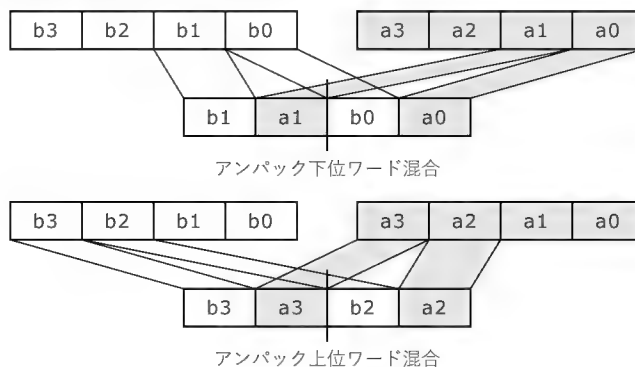 b3 b2 b1 b0 a3 a2 a1 a0
b1 a1 b0 a0
アンパック下位ワード混合
b3 b2 b1 b0 a3 a2 a1 a0
b3 a3 b2 a2
アンパック上位ワード混合